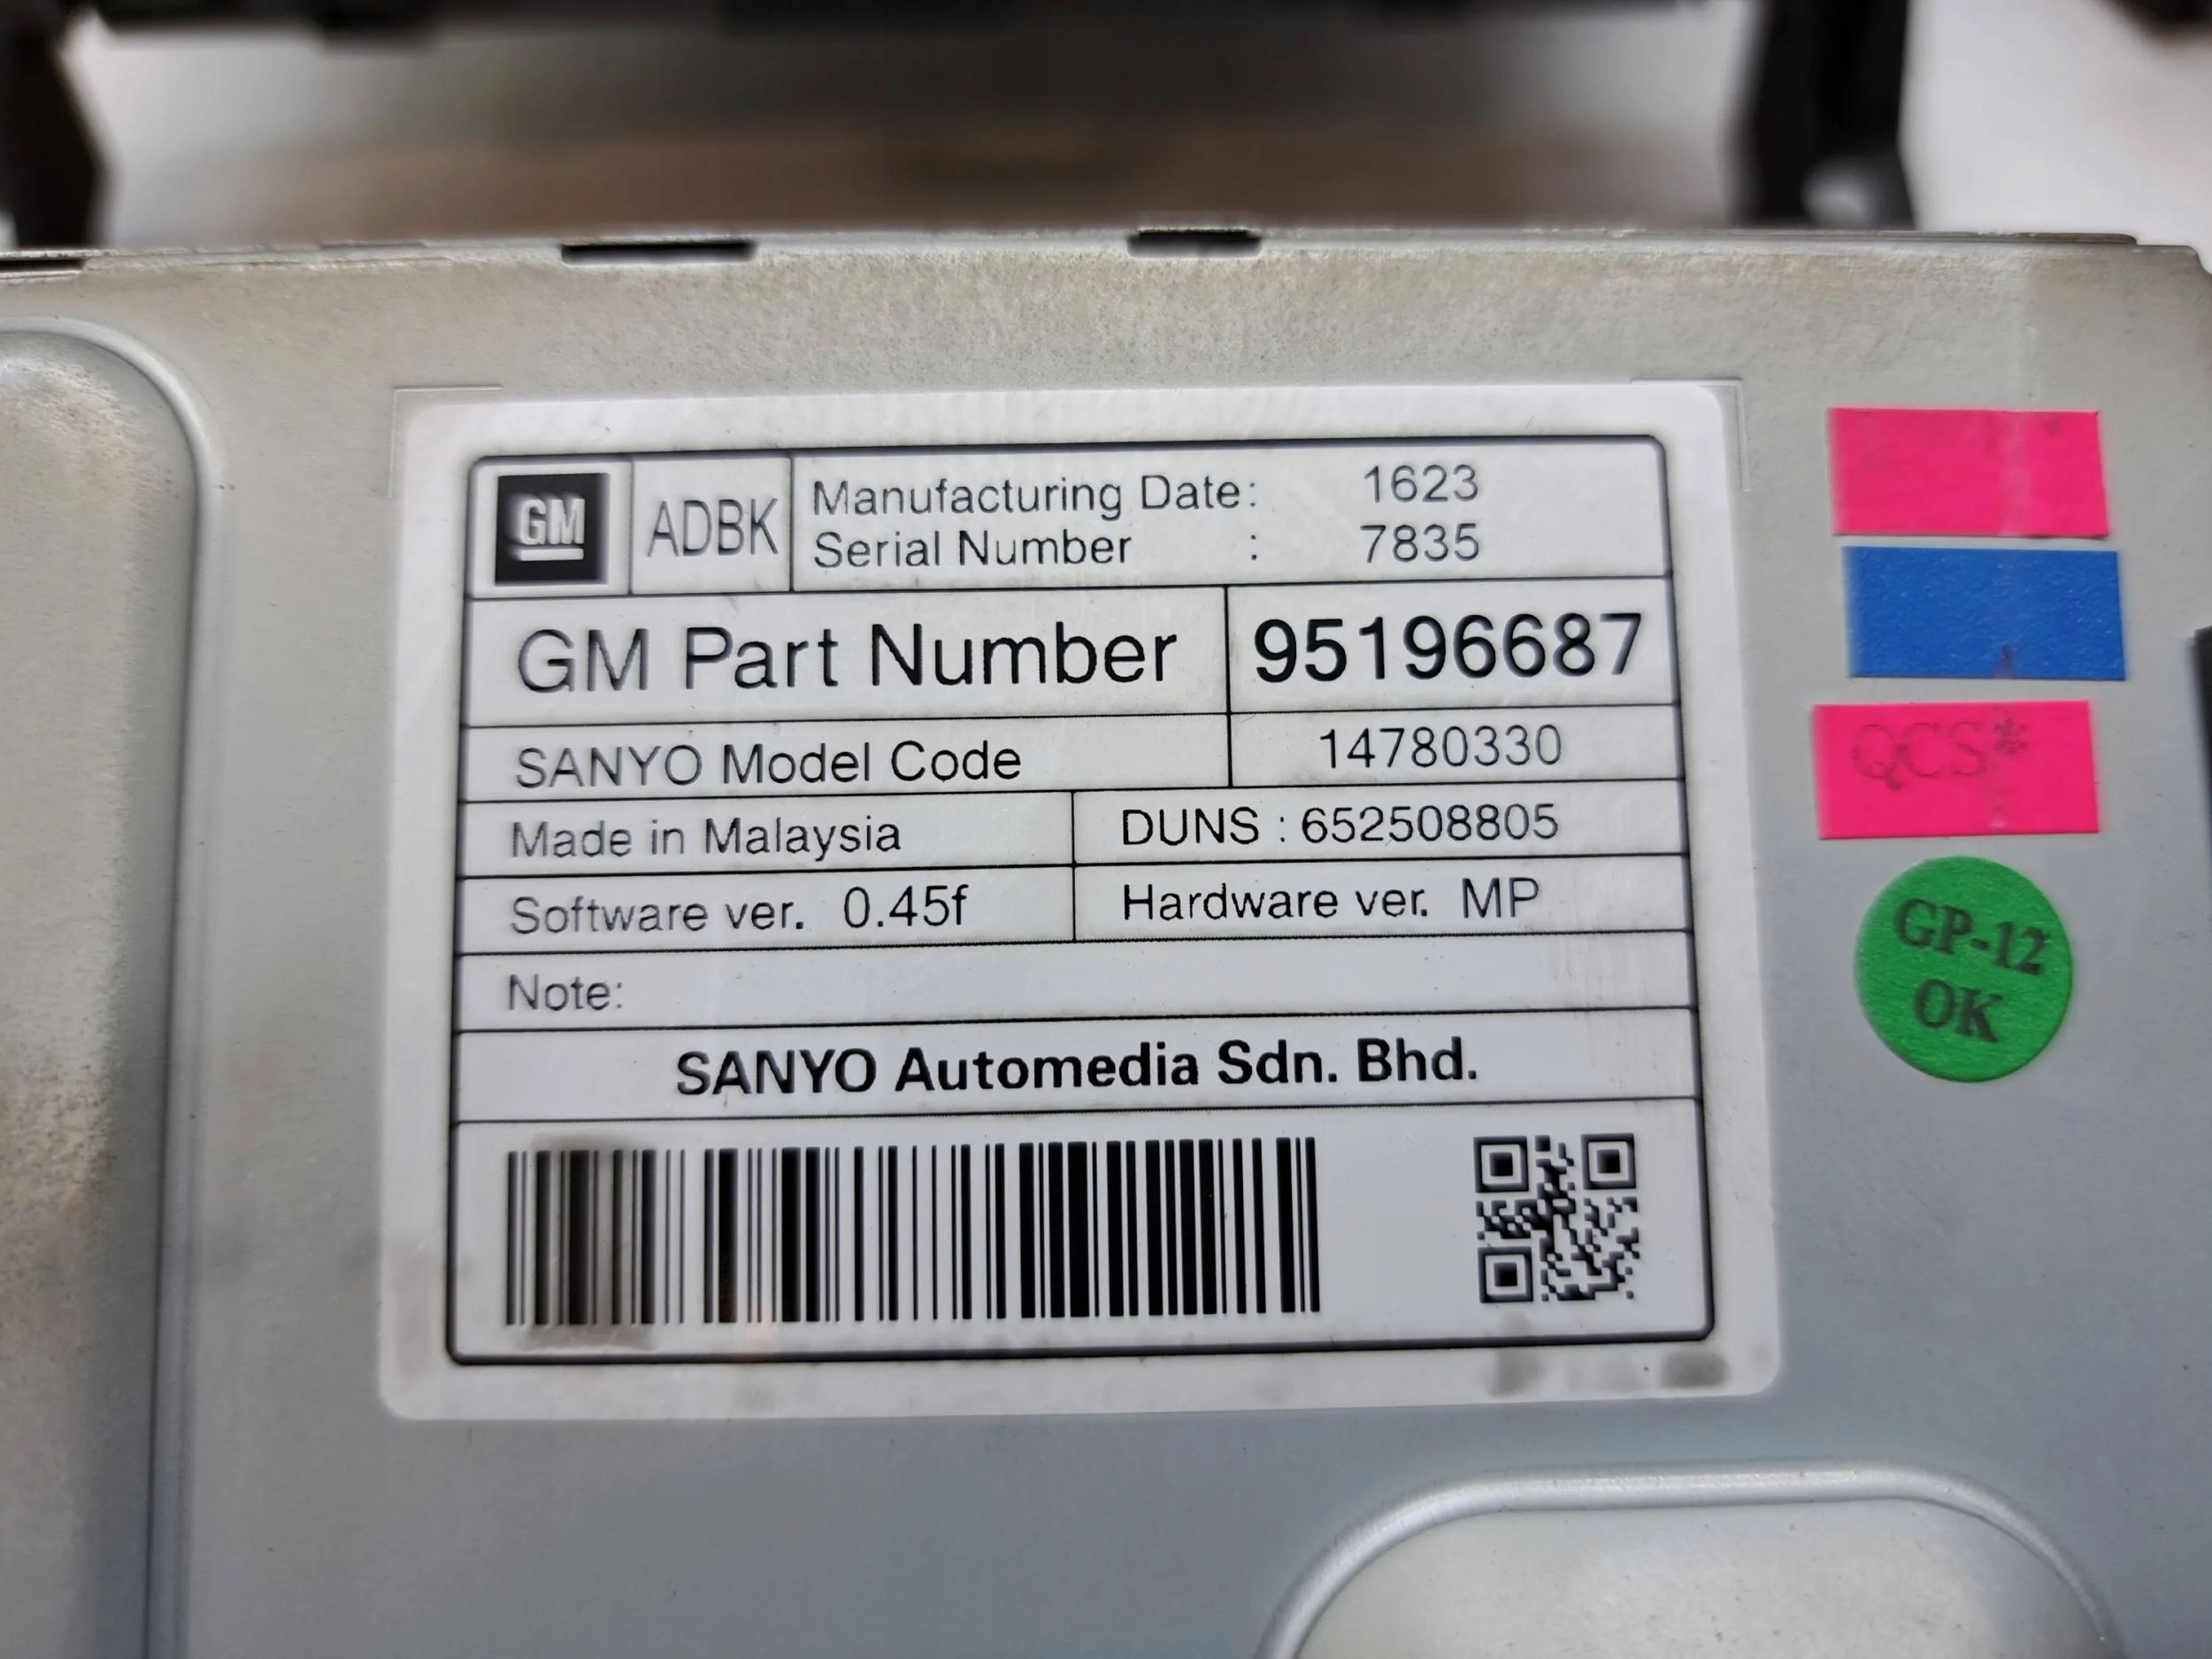 GM
ADBK
Manufacturing Date: 1623
Serial Number : 7835
GM Part Number 95196687
SANYO Model Code 14780330
Made in Malaysia DUNS : 652508805
Software ver. 0.45f Hardware ver. MP
Note:
SANYO Automedia Sdn. Bhd.
QCS*
GP-12
OK